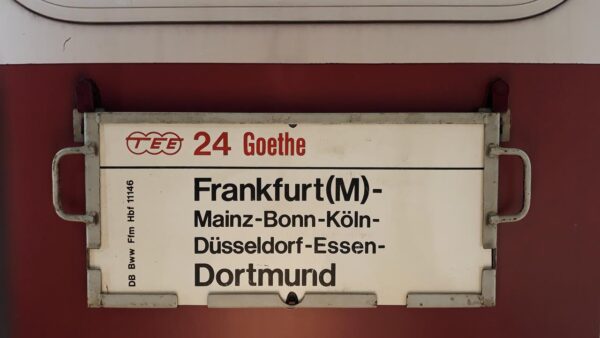 TEE 24 Goethe
Frankfurt(M)-
Mainz-Bonn-Köln-
Düsseldorf-Essen-
Dortmund
DB Bww Ffm Hbf 11146